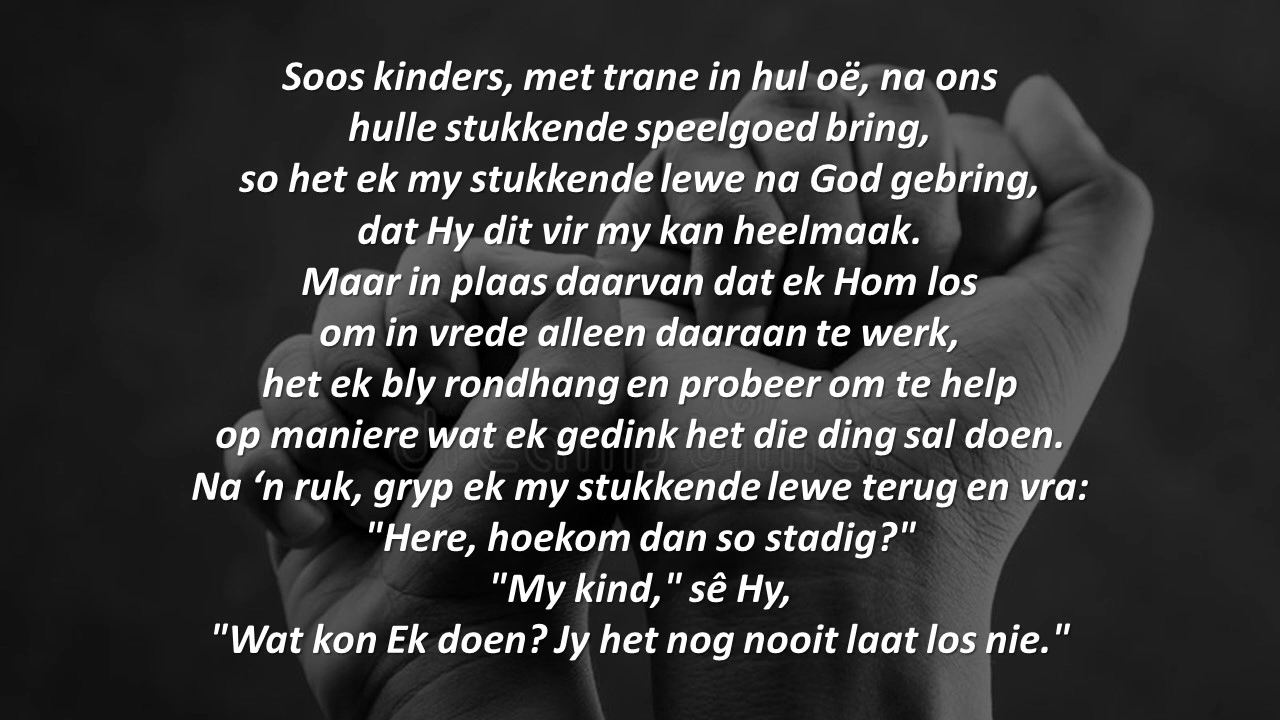 Soos kinders, met trane in hul oë, na ons
hulle stukkende speelgoed bring,
so het ek my stukkende lewe na God gebring,
dat Hy dit vir my kan heelmaak.
Maar in plaas daarvan dat ek Hom los
om in vrede alleen daaraan te werk,
het ek bly rondhang en probeer om te help
op maniere wat ek gedink het die ding sal doen.
Na ‘n ruk, gryp ek my stukkende lewe terug en vra:
"Here, hoekom dan so stadig?"
"My kind," sê Hy,
"Wat kon Ek doen? Jy het nog nooit laat los nie."